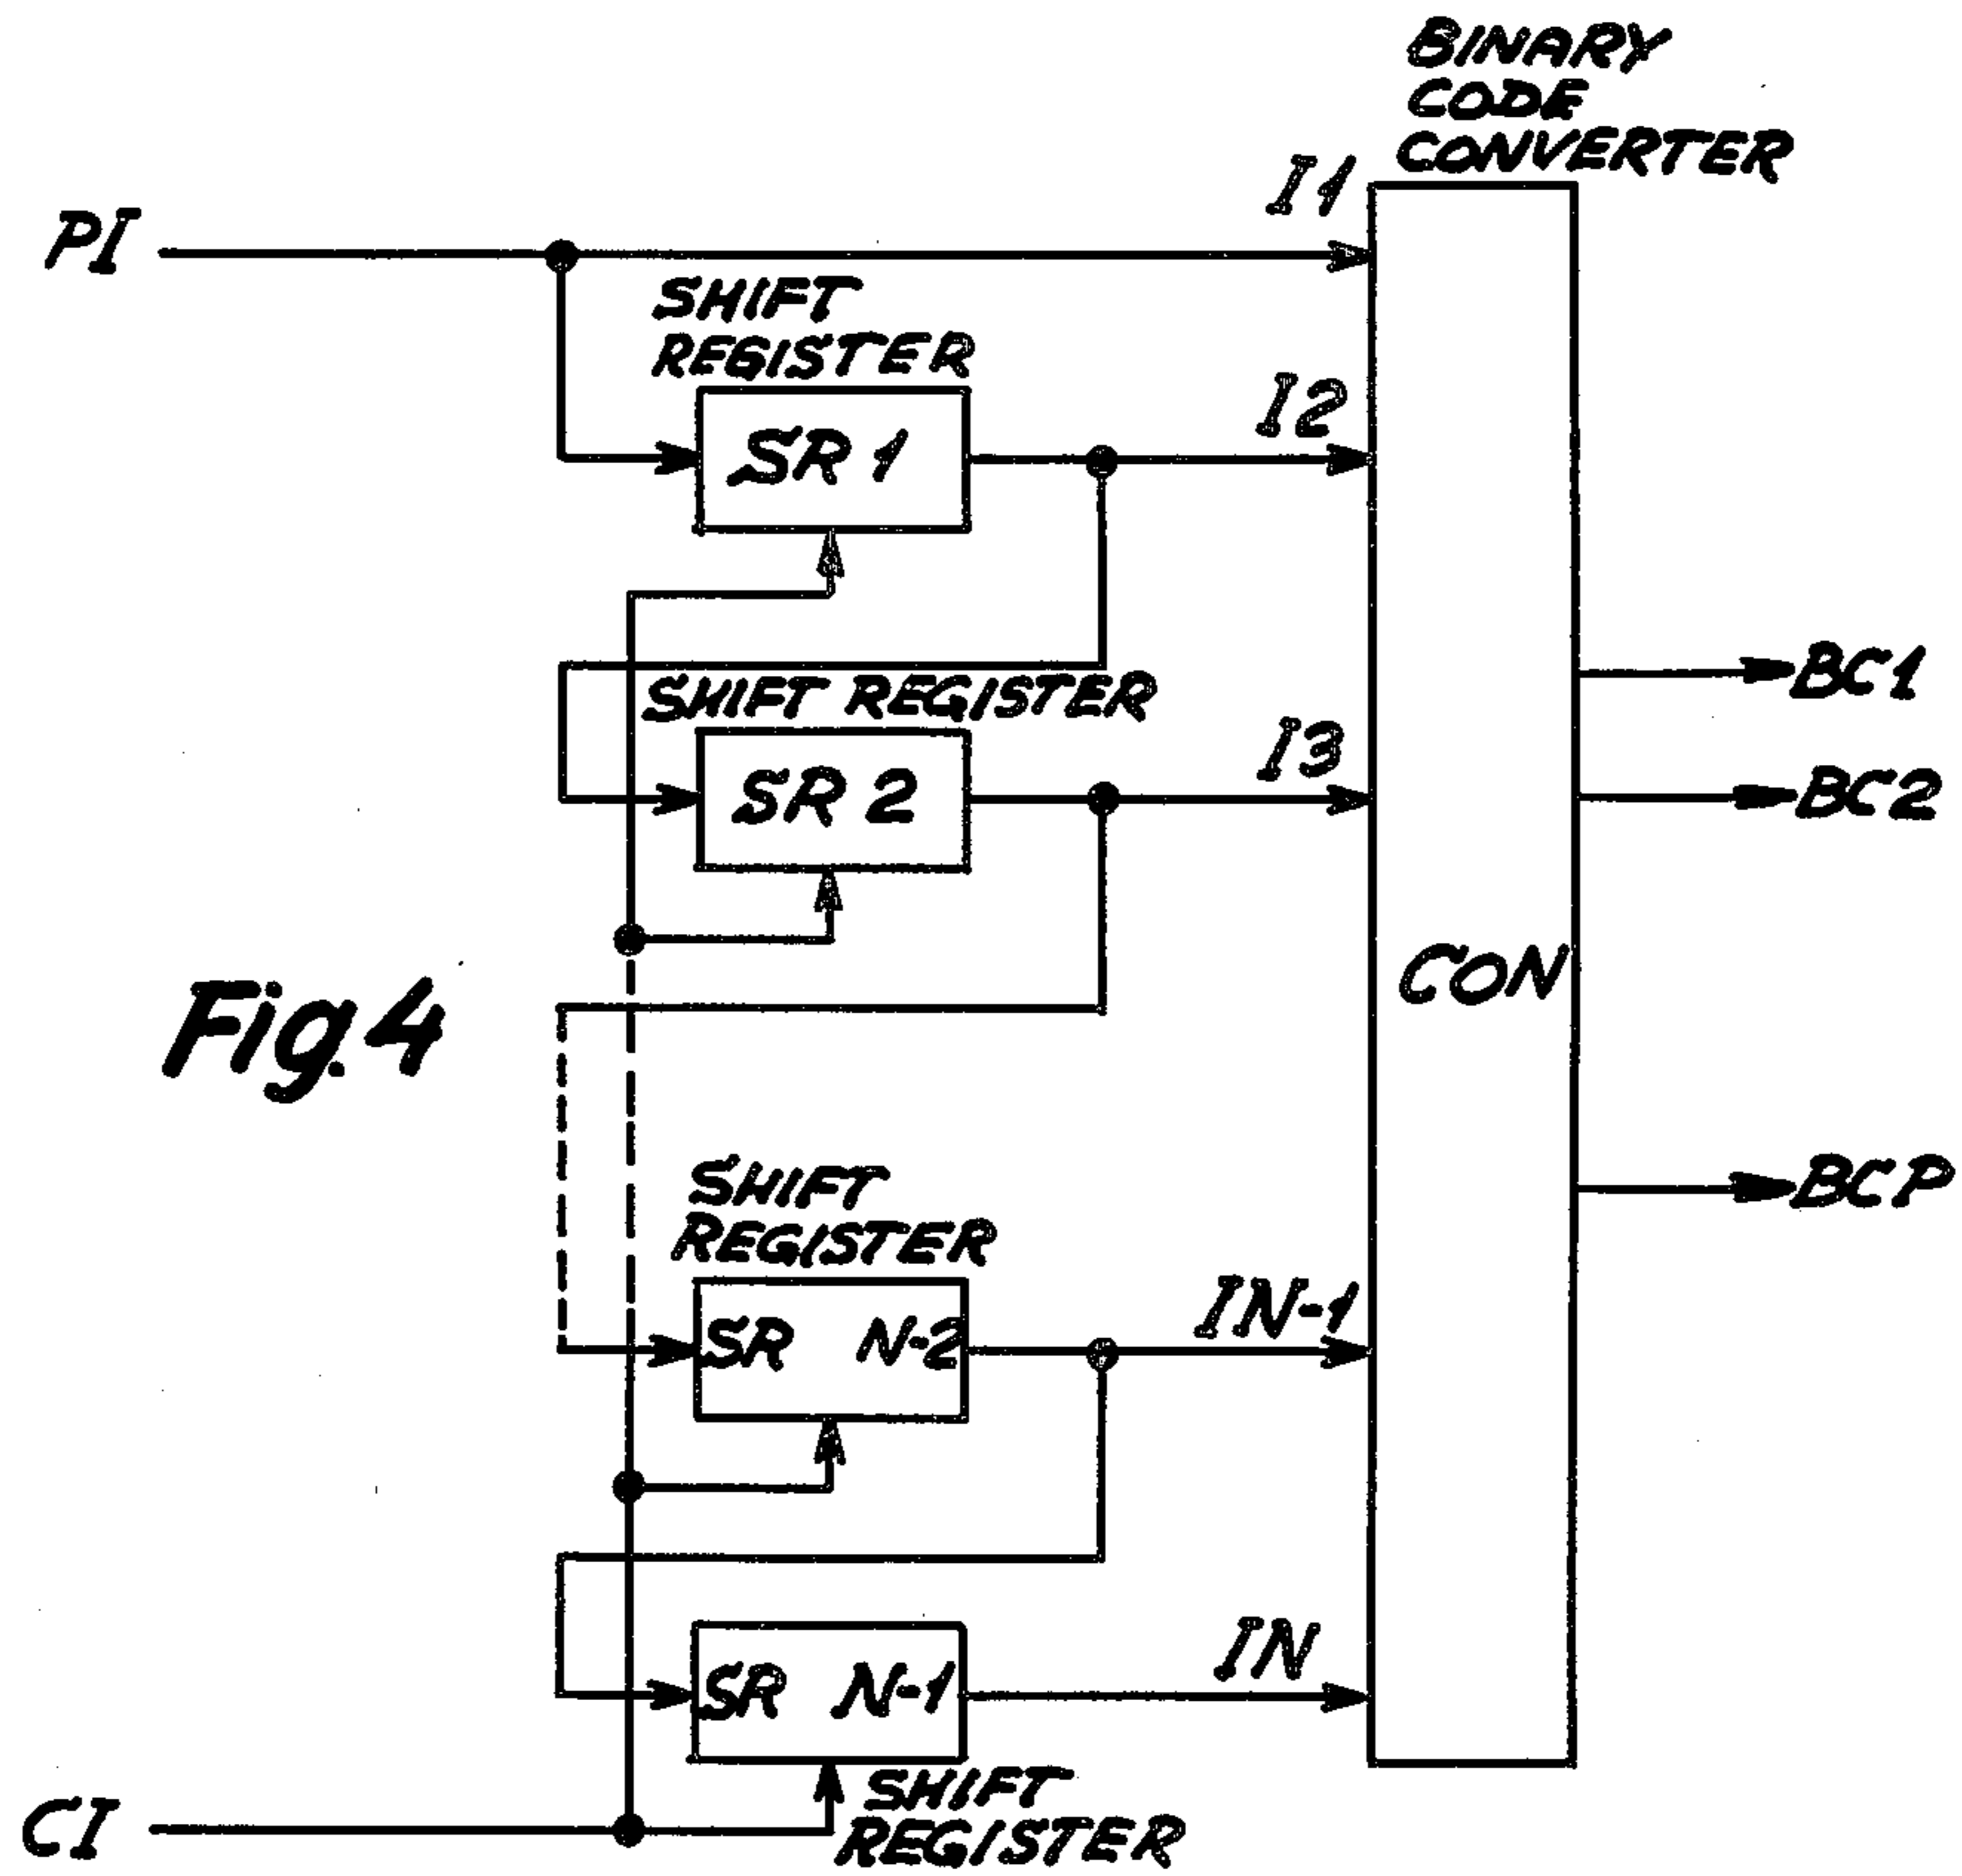 BINARY
CODE
CONVERTER
I1
PI
SHIFT
REGISTER
I2
SR 1
SHIFT REGISTER
BC1
I3
SR 2
BC2
CON
Fig. 4
SHIFT
REGISTER
BCP
IN-1
SR N-2
IN
SR N-1
SHIFT
REGISTER
CI